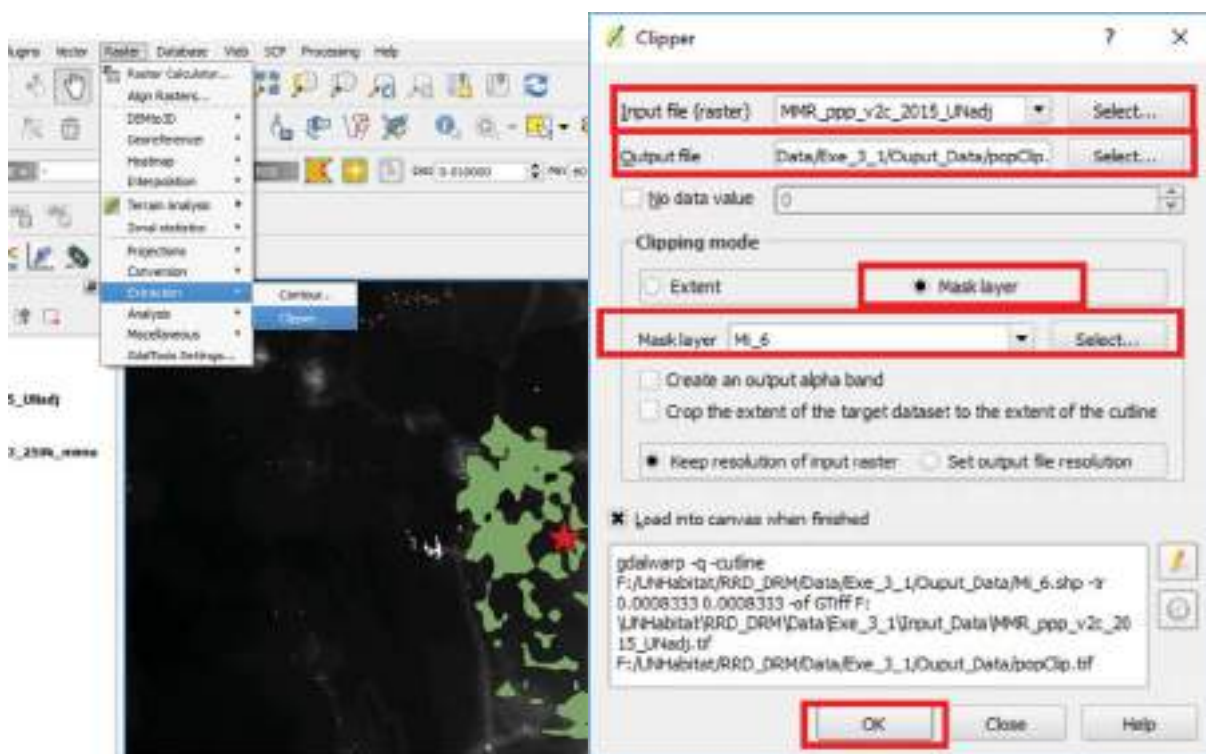 Vector Raster Database Web SCP Processing Help
Raster Calculator...
Align Rasters...
DEMto3D
Georeferencer
Heatmap
Interpolation
Terrain Analysis
Zonal statistics
Projections
Conversion
Extraction
Analysis
Miscellaneous
GdalTools Settings...
Contour...
Clipper...
5_UNadj
Clipper
? ×
Input file (raster) MMR_ppp_v2c_2015_UNadj Select...
Output file Data/Exe_3_1/Ouput_Data/popClip. Select...
No data value 0
Clipping mode
Extent Mask layer
Mask layer Mi_6 Select...
Create an output alpha band
Crop the extent of the target dataset to the extent of the cutline
Keep resolution of input raster Set output file resolution
Load into canvas when finished
gdalwarp -q -cutline
F:/UNHabitat/RRD_DRM/Data/Exe_3_1/Ouput_Data/Mi_6.shp -tr
0.0008333 0.0008333 -of GTiff F:
\UNHabitat\RRD_DRM\Data\Exe_3_1\Input_Data\MMR_ppp_v2c_20
15_UNadj.tif
F:/UNHabitat/RRD_DRM/Data/Exe_3_1/Ouput_Data/popClip.tif
OK Close Help